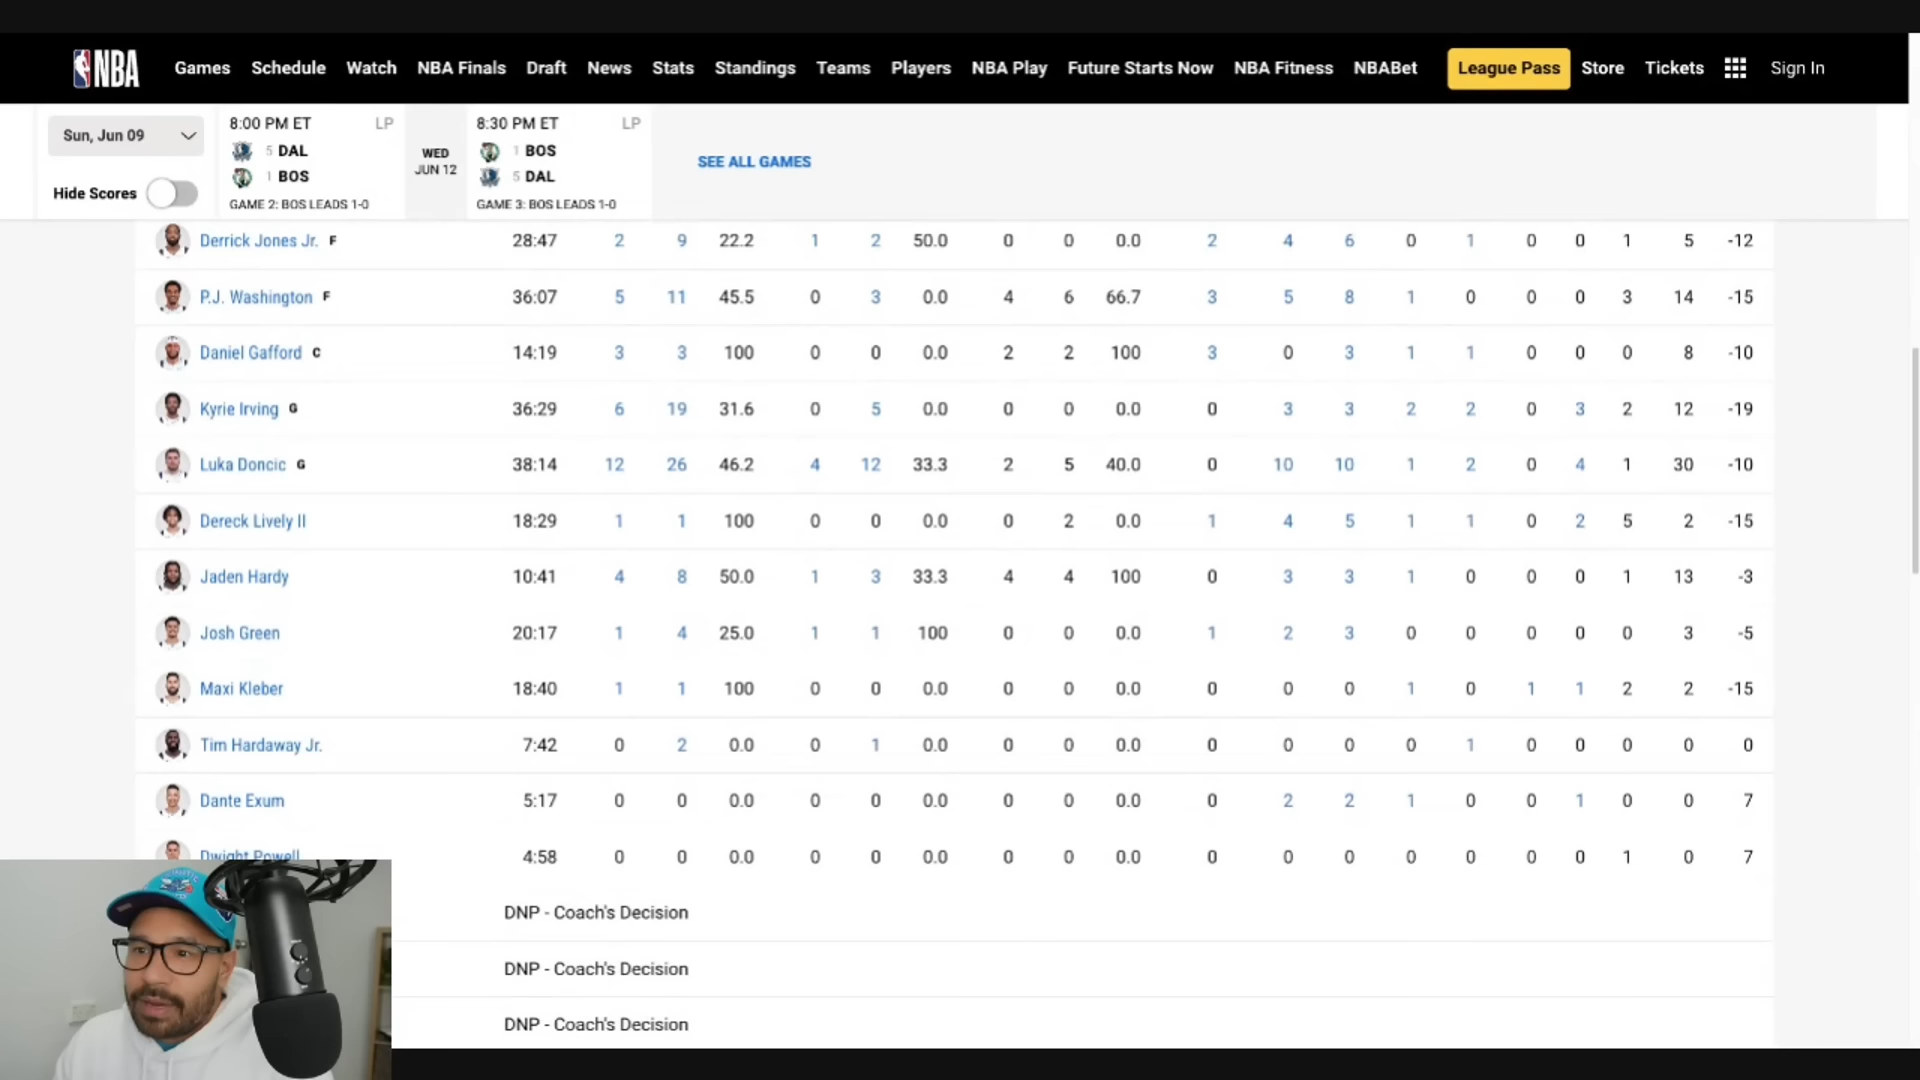 NBA Games Schedule Watch NBA Finals Draft News Stats Standings Teams Players NBA Play Future Starts Now NBA Fitness NBABet League Pass Store Tickets Sign In
Sun, Jun 09
Hide Scores
8:00 PM ET LP
5 DAL
1 BOS
GAME 2: BOS LEADS 1-0
WED
JUN 12
8:30 PM ET LP
1 BOS
5 DAL
GAME 3: BOS LEADS 1-0
SEE ALL GAMES
Derrick Jones Jr. F 28:47 2 9 22.2 1 2 50.0 0 0 0.0 2 4 6 0 1 0 0 1 5 -12
P.J. Washington F 36:07 5 11 45.5 0 3 0.0 4 6 66.7 3 5 8 1 0 0 0 3 14 -15
Daniel Gafford C 14:19 3 3 100 0 0 0.0 2 2 100 3 0 3 1 1 0 0 0 8 -10
Kyrie Irving G 36:29 6 19 31.6 0 5 0.0 0 0 0.0 0 3 3 2 2 0 3 2 12 -19
Luka Doncic G 38:14 12 26 46.2 4 12 33.3 2 5 40.0 0 10 10 1 2 0 4 1 30 -10
Dereck Lively II 18:29 1 1 100 0 0 0.0 0 2 0.0 1 4 5 1 1 0 2 5 2 -15
Jaden Hardy 10:41 4 8 50.0 1 3 33.3 4 4 100 0 3 3 1 0 0 0 1 13 -3
Josh Green 20:17 1 4 25.0 1 1 100 0 0 0.0 1 2 3 0 0 0 0 0 3 -5
Maxi Kleber 18:40 1 1 100 0 0 0.0 0 0 0.0 0 0 0 1 0 1 1 2 2 -15
Tim Hardaway Jr. 7:42 0 2 0.0 0 1 0.0 0 0 0.0 0 0 0 0 1 0 0 0 0 0
Dante Exum 5:17 0 0 0.0 0 0 0.0 0 0 0.0 0 2 2 1 0 0 1 0 0 7
Dwight Powell 4:58 0 0 0.0 0 0 0.0 0 0 0.0 0 0 0 0 0 0 0 1 0 7
DNP - Coach's Decision
DNP - Coach's Decision
DNP - Coach's Decision